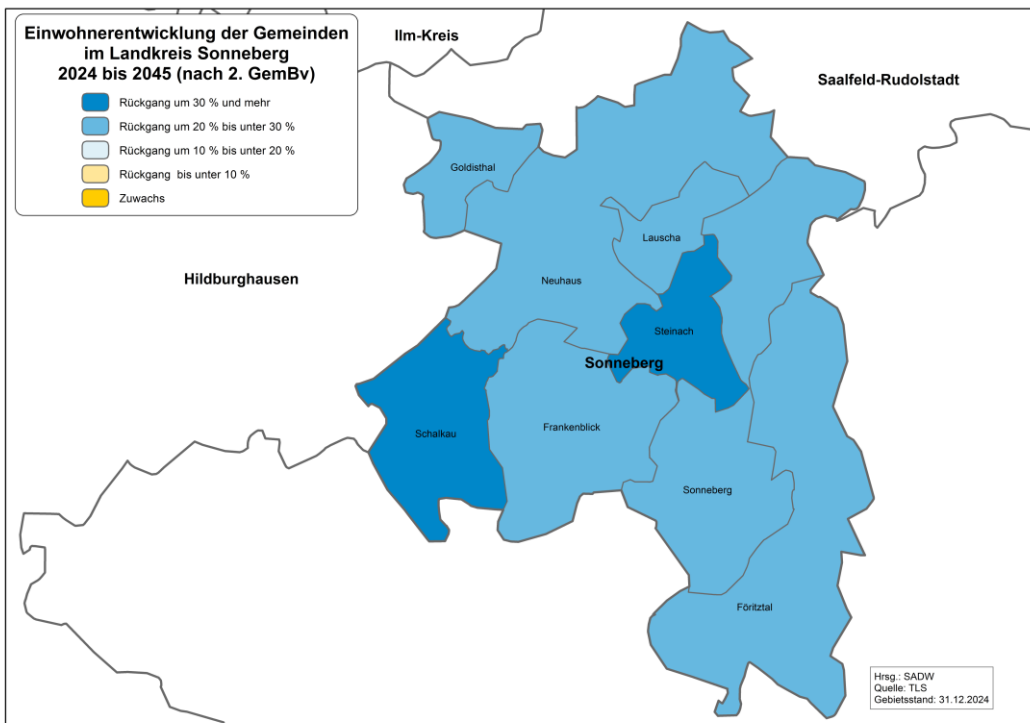 Einwohnerentwicklung der Gemeinden
im Landkreis Sonneberg
2024 bis 2045 (nach 2. GemBv)
Rückgang um 30 % und mehr
Rückgang um 20 % bis unter 30 %
Rückgang um 10 % bis unter 20 %
Rückgang bis unter 10 %
Zuwachs
Ilm-Kreis
Saalfeld-Rudolstadt
Goldisthal
Lauscha
Hildburghausen
Neuhaus
Steinach
Sonneberg
Schalkau
Frankenblick
Sonneberg
Föritztal
Hrsg.: SADW
Quelle: TLS
Gebietsstand: 31.12.2024